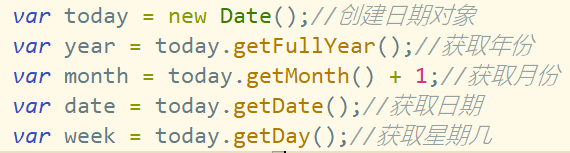 var today = new Date();//创建日期对象
var year = today.getFullYear();//获取年份
var month = today.getMonth() + 1;//获取月份
var date = today.getDate();//获取日期
var week = today.getDay();//获取星期几